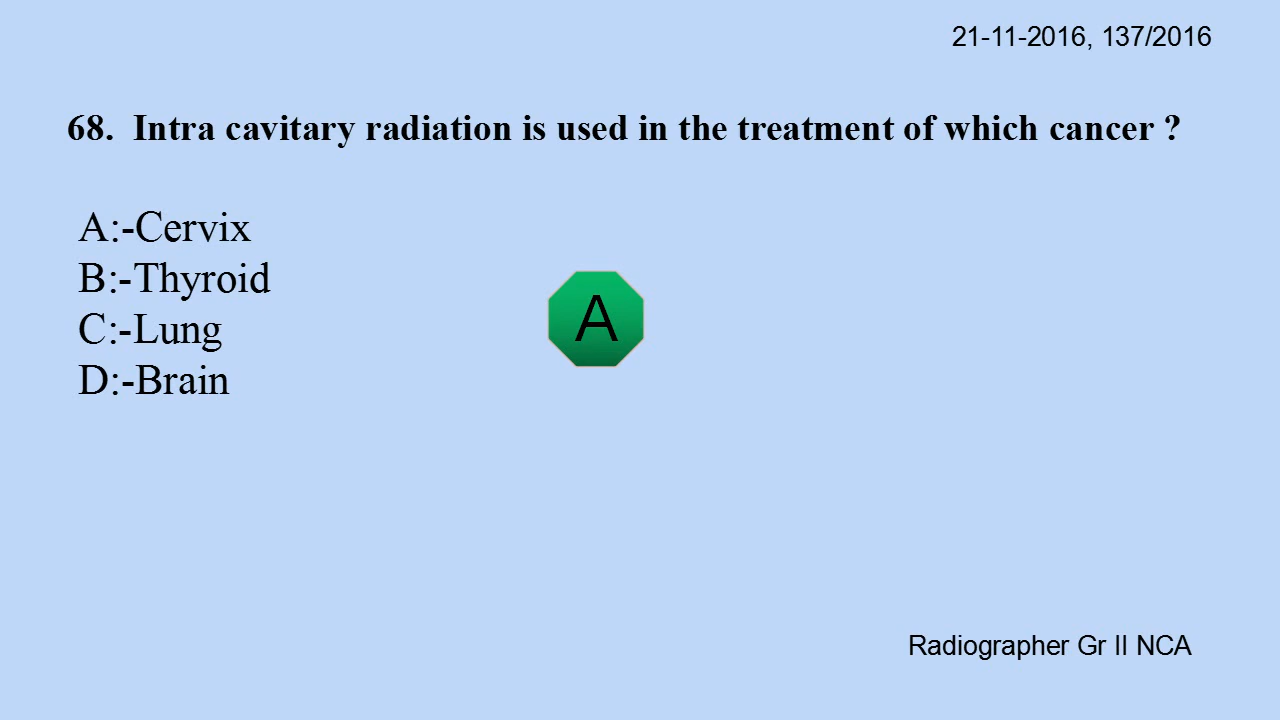 21-11-2016, 137/2016
68. Intra cavitary radiation is used in the treatment of which cancer ?
A:-Cervix
B:-Thyroid
C:-Lung
D:-Brain
A
Radiographer Gr II NCA